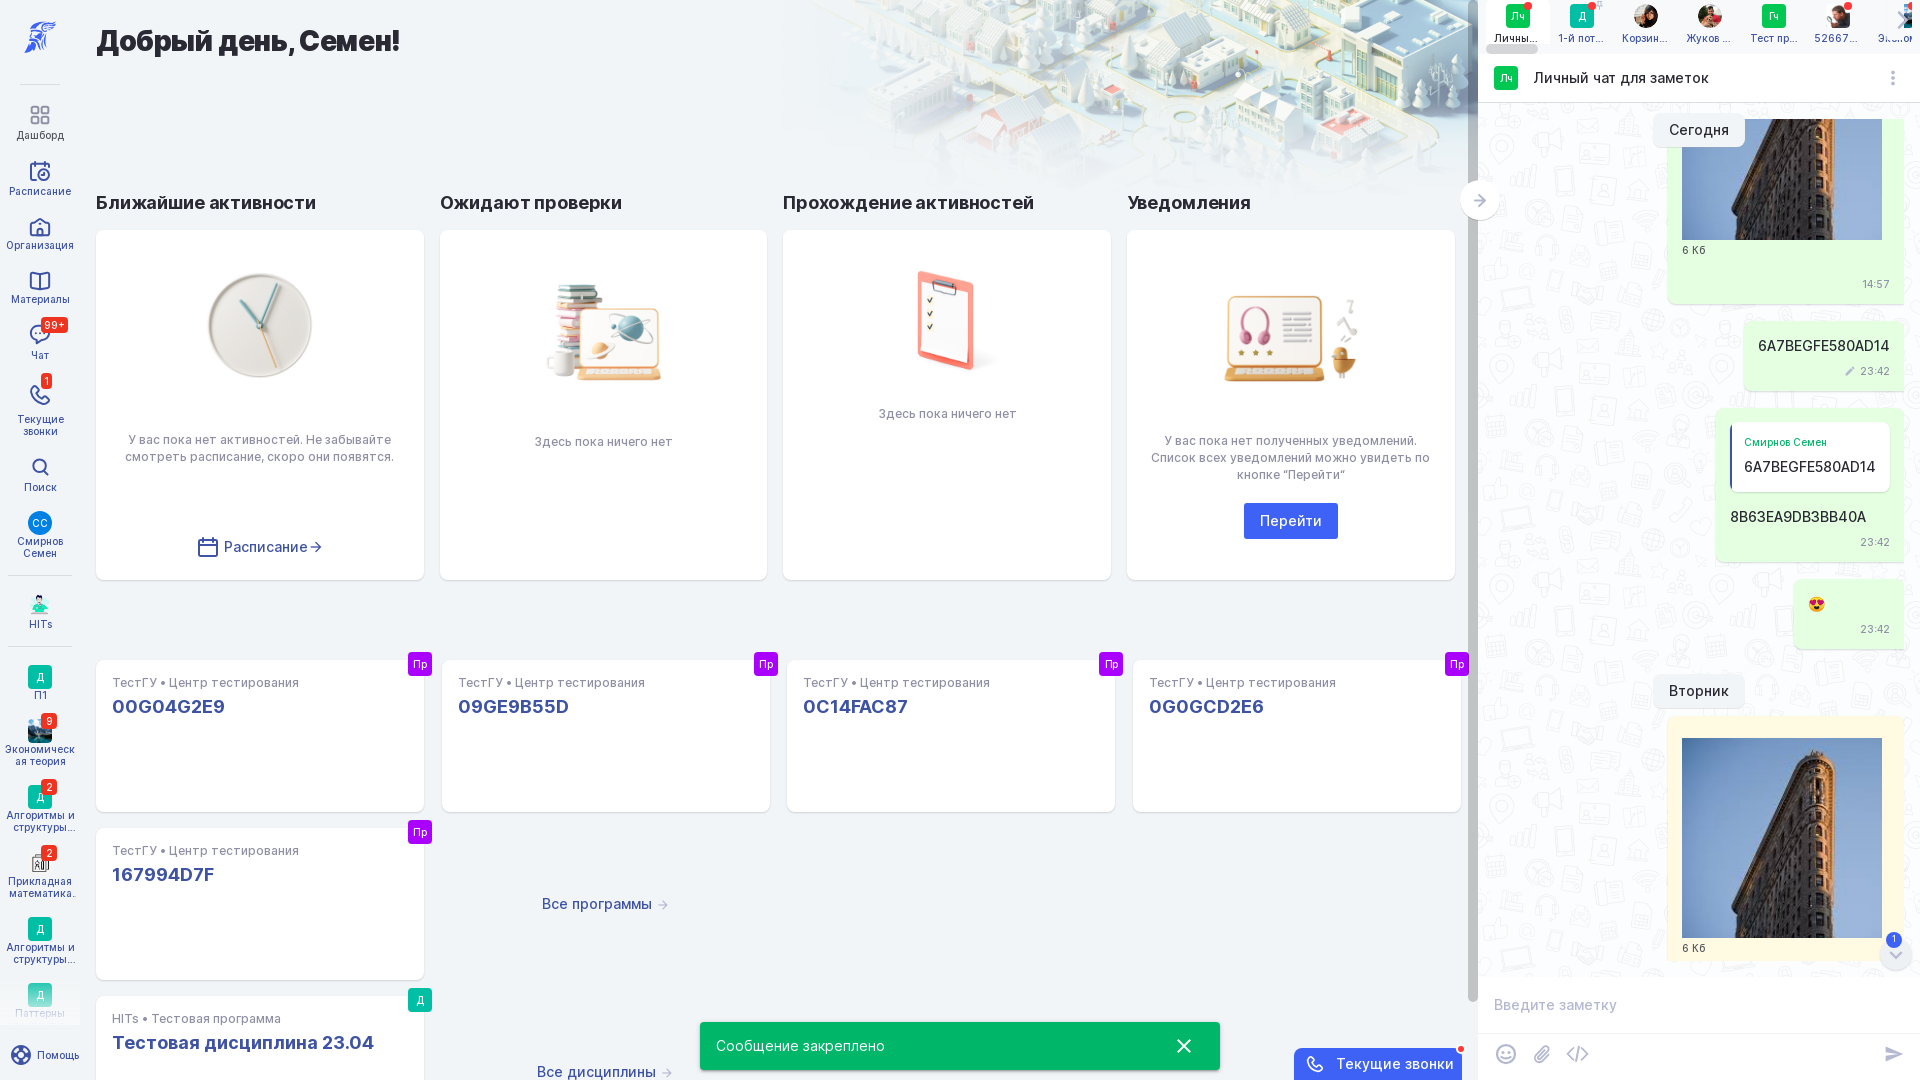 Добрый день, Семен!
Дашборд
Расписание
Организация
Материалы
99+
Чат
1
Текущие
звонки
Поиск
СС
Смирнов
Семен
HITs
Д
П1
9
Экономическ
ая теория
2
Д
Алгоритмы и
структуры...
2
Прикладная
математика..
Д
Алгоритмы и
структуры...
Д
Паттерны
Помощь
Ближайшие активности
У вас пока нет активностей. Не забывайте
смотреть расписание, скоро они появятся.
Расписание
Ожидают проверки
Здесь пока ничего нет
Прохождение активностей
Здесь пока ничего нет
Уведомления
У вас пока нет полученных уведомлений.
Список всех уведомлений можно увидеть по
кнопке “Перейти“
Перейти
Пр
ТестГУ • Центр тестирования
00G04G2E9
Пр
ТестГУ • Центр тестирования
09GE9B55D
Пр
ТестГУ • Центр тестирования
0C14FAC87
Пр
ТестГУ • Центр тестирования
0G0GCD2E6
Пр
ТестГУ • Центр тестирования
167994D7F
Все программы
Д
HITs • Тестовая программа
Тестовая дисциплина 23.04
Все дисциплины
Сообщение закреплено
Текущие звонки
Лч
Личны...
Д
1-й пот...
Корзин...
Жуков ...
Гч
Тест пр...
52667...
Лч
Личный чат для заметок
Сегодня
6 Кб
14:57
6A7BEGFE580AD14
23:42
Смирнов Семен
6A7BEGFE580AD14
8B63EA9DB3BB40A
23:42
23:42
Вторник
6 Кб
1
Введите заметку